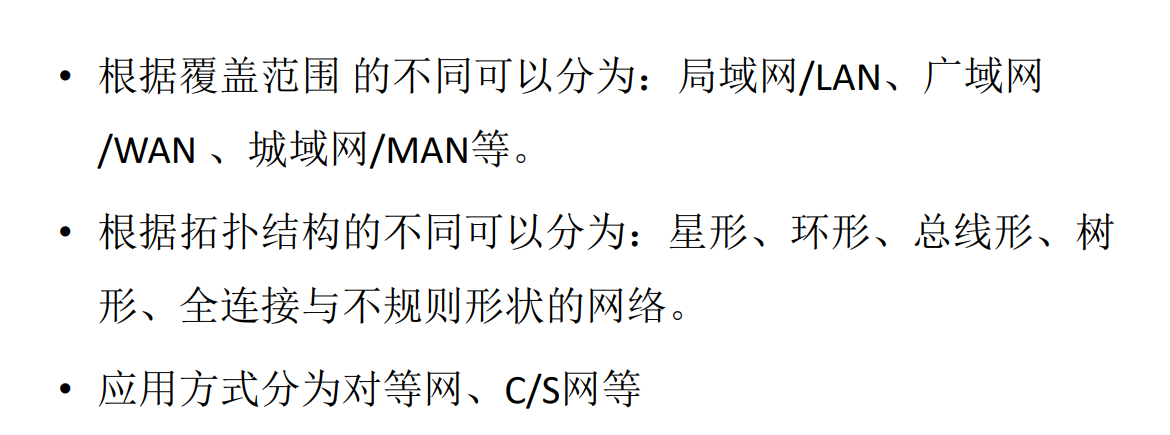 • 根据覆盖范围 的不同可以分为：局域网/LAN、广域网
/WAN 、城域网/MAN等。
• 根据拓扑结构的不同可以分为：星形、环形、总线形、树
形、全连接与不规则形状的网络。
• 应用方式分为对等网、C/S网等